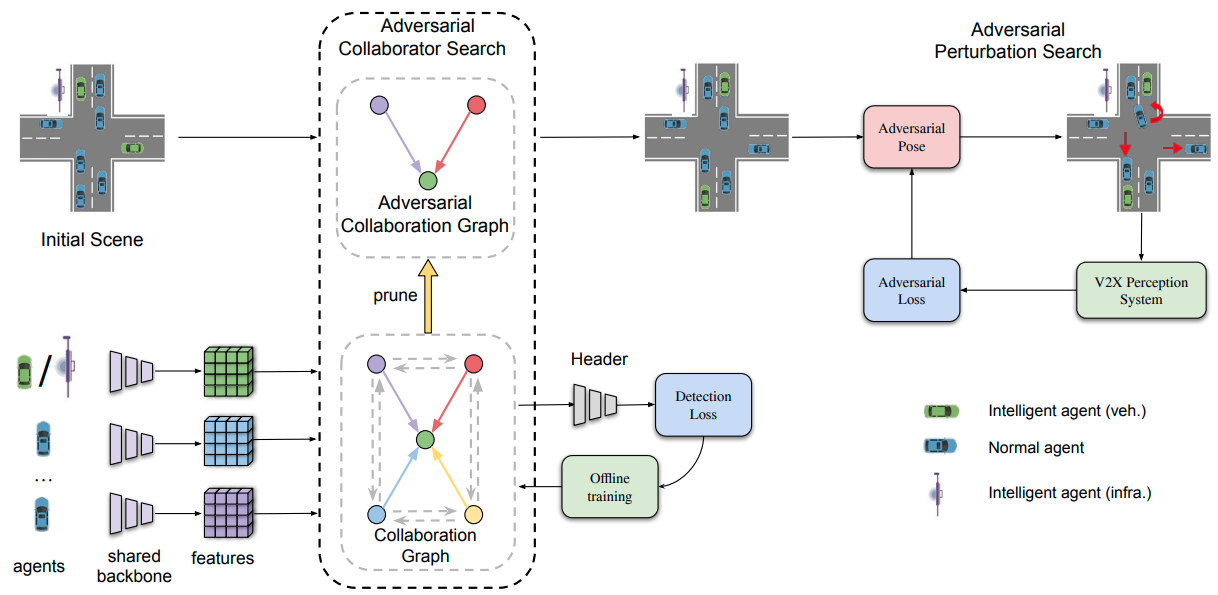 Adversarial
Collaborator Search
Adversarial
Perturbation Search
Adversarial
Collaboration Graph
Adversarial
Pose
Initial Scene
prune
Adversarial
Loss
V2X Perception
System
Header
Detection
Loss
Offline
training
Collaboration
Graph
/
...
agents
shared
backbone
features
Intelligent agent (veh.)
Normal agent
Intelligent agent (infra.)